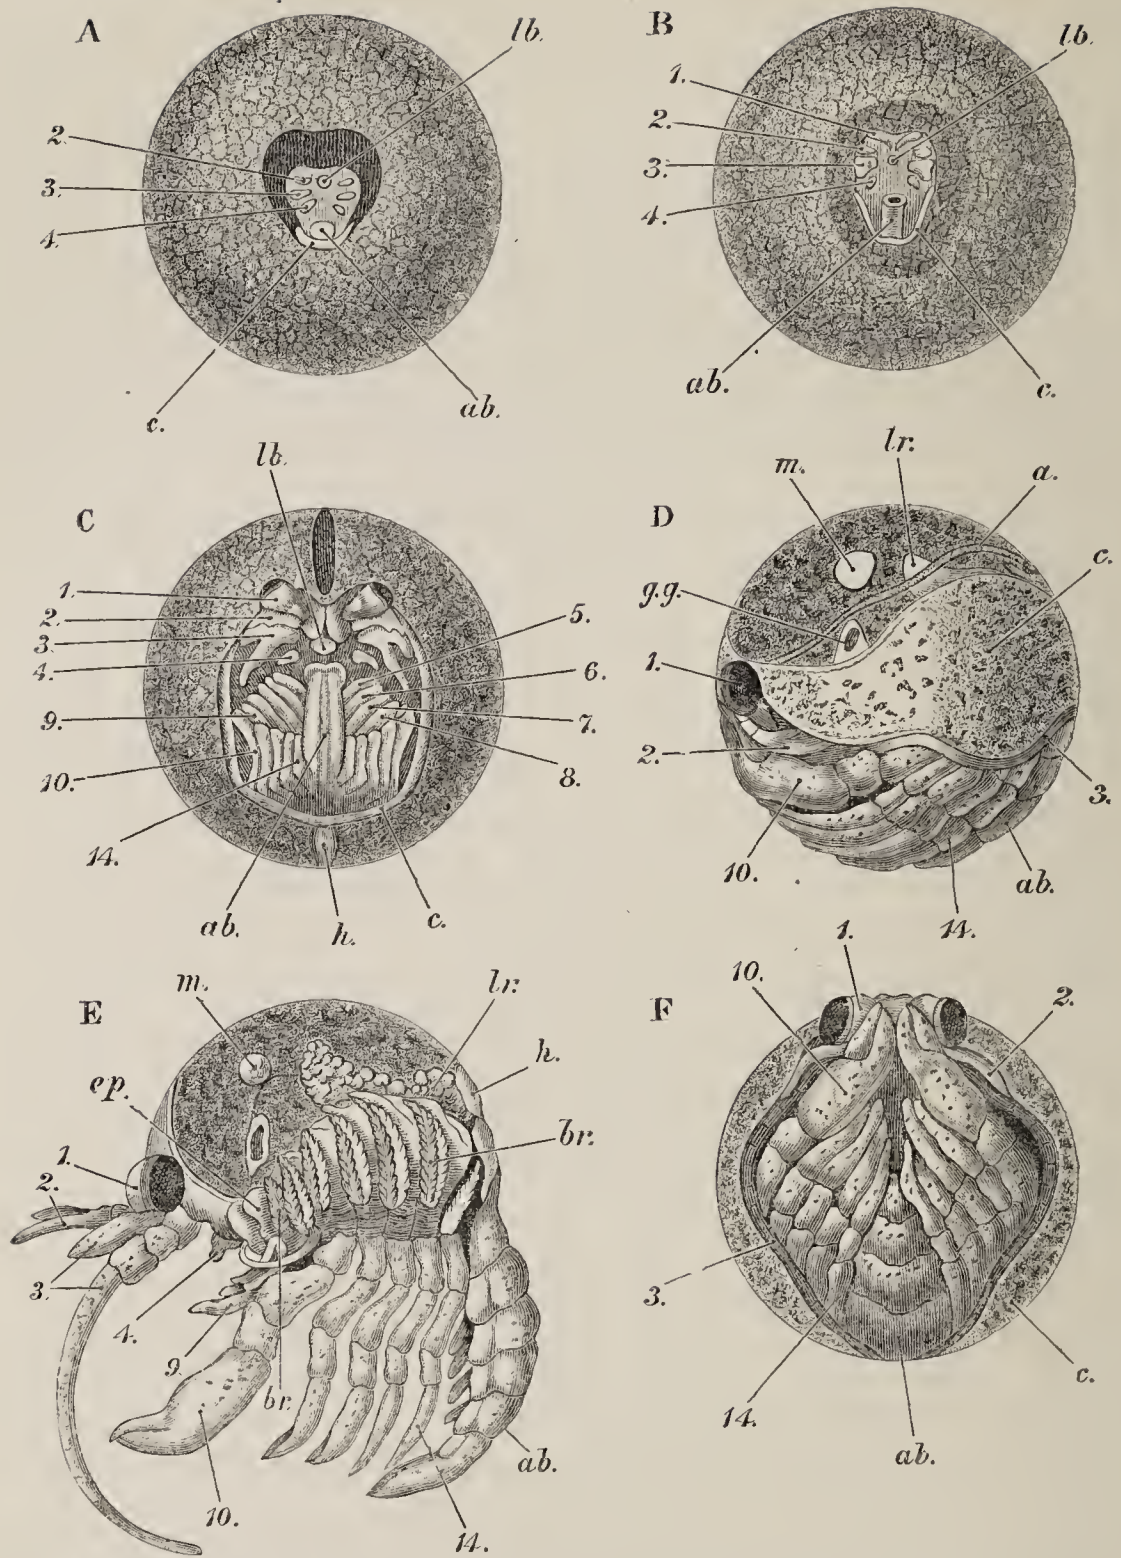 A
lb.
2.
3.
4.
c.
ab.
B
lb.
1.
2.
3.
4.
ab.
c.
C
lb.
1.
2.
3.
4.
5.
6.
9.
7.
10.
8.
14.
ab.
h.
c.
D
m.
lr.
a.
c.
g.g.
1.
2.
3.
10.
ab.
14.
E
m.
lr.
h.
ep.
br.
1.
2.
3.
4.
9.
br.
ab.
10.
14.
F
1.
10.
2.
3.
c.
14.
ab.